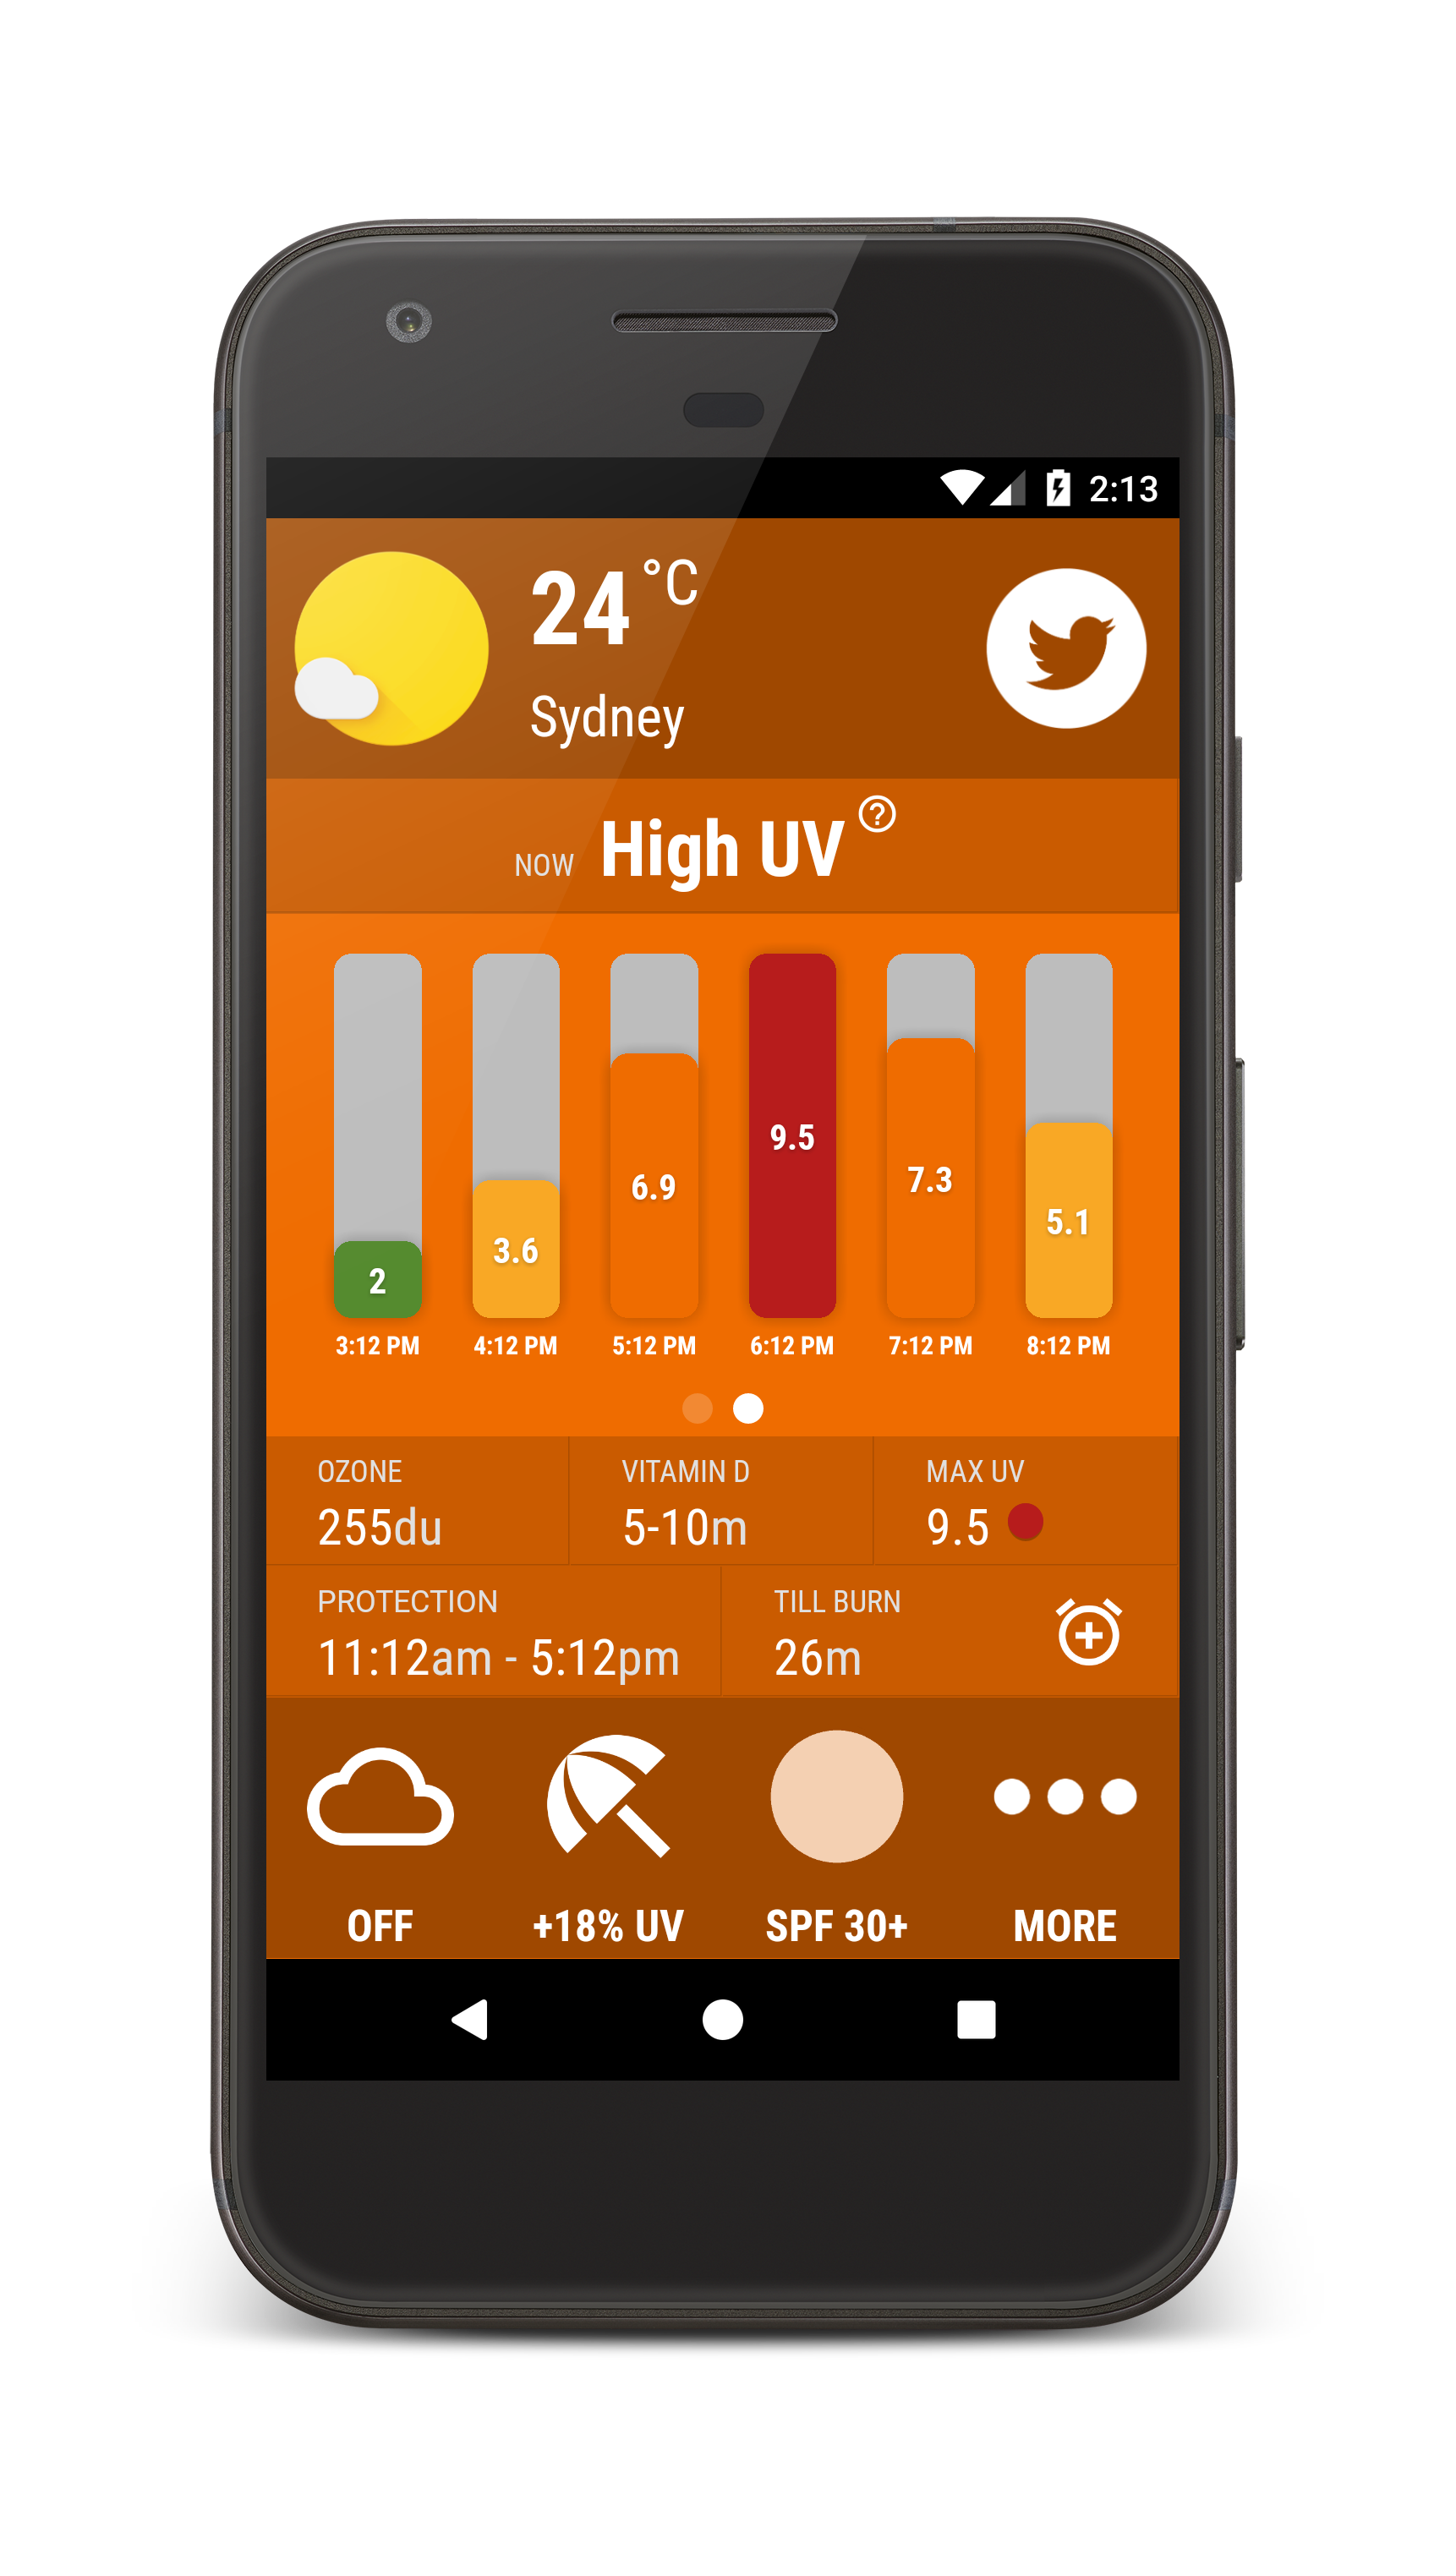 2:13
24 °C
Sydney
NOW High UV ?
9.5
7.3
6.9
5.1
3.6
2
3:12 PM 4:12 PM 5:12 PM 6:12 PM 7:12 PM 8:12 PM
OZONE VITAMIN D MAX UV
255du 5-10m 9.5
PROTECTION TILL BURN
11:12am - 5:12pm 26m
OFF +18% UV SPF 30+ MORE